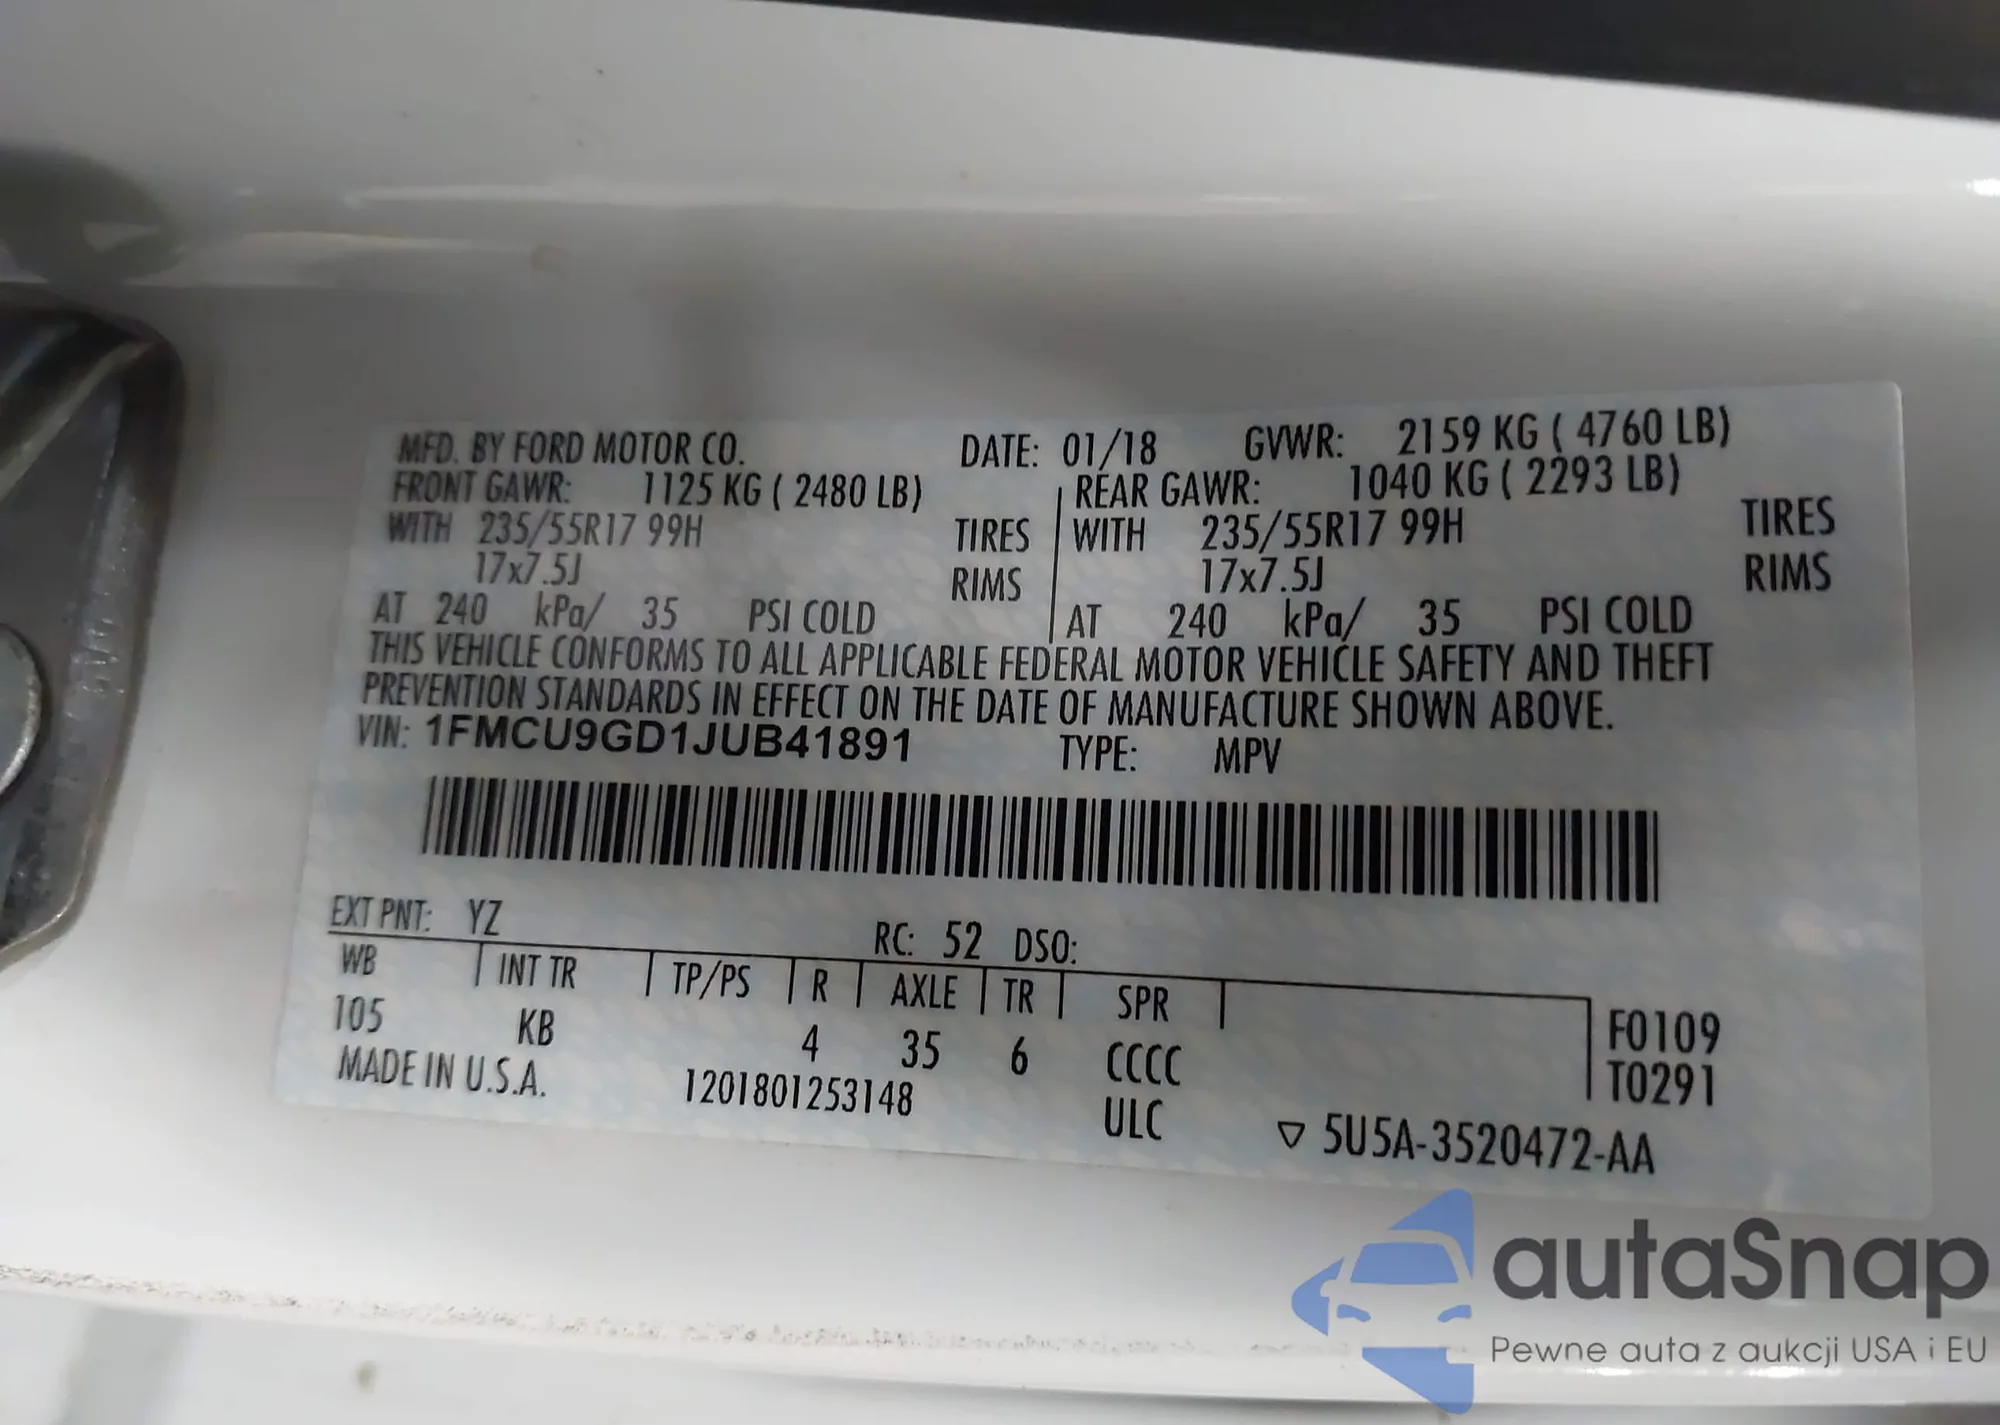 MFD. BY FORD MOTOR CO. DATE: 01/18 GVWR: 2159 KG ( 4760 LB)
FRONT GAWR: 1125 KG ( 2480 LB) REAR GAWR: 1040 KG ( 2293 LB)
WITH 235/55R17 99H TIRES WITH 235/55R17 99H TIRES
17x7.5J RIMS 17x7.5J RIMS
AT 240 kPa/ 35 PSI COLD AT 240 kPa/ 35 PSI COLD
THIS VEHICLE CONFORMS TO ALL APPLICABLE FEDERAL MOTOR VEHICLE SAFETY AND THEFT
PREVENTION STANDARDS IN EFFECT ON THE DATE OF MANUFACTURE SHOWN ABOVE.
VIN: 1FMCU9GD1JUB41891 TYPE: MPV
EXT PNT: YZ RC: 52 DSO:
WB INT TR TP/PS R AXLE TR SPR
105 KB 4 35 6 CCCC F0109
MADE IN U.S.A. 1201801253148 ULC T0291
▽ 5U5A-3520472-AA
autaSnap
Pewne auta z aukcji USA i EU